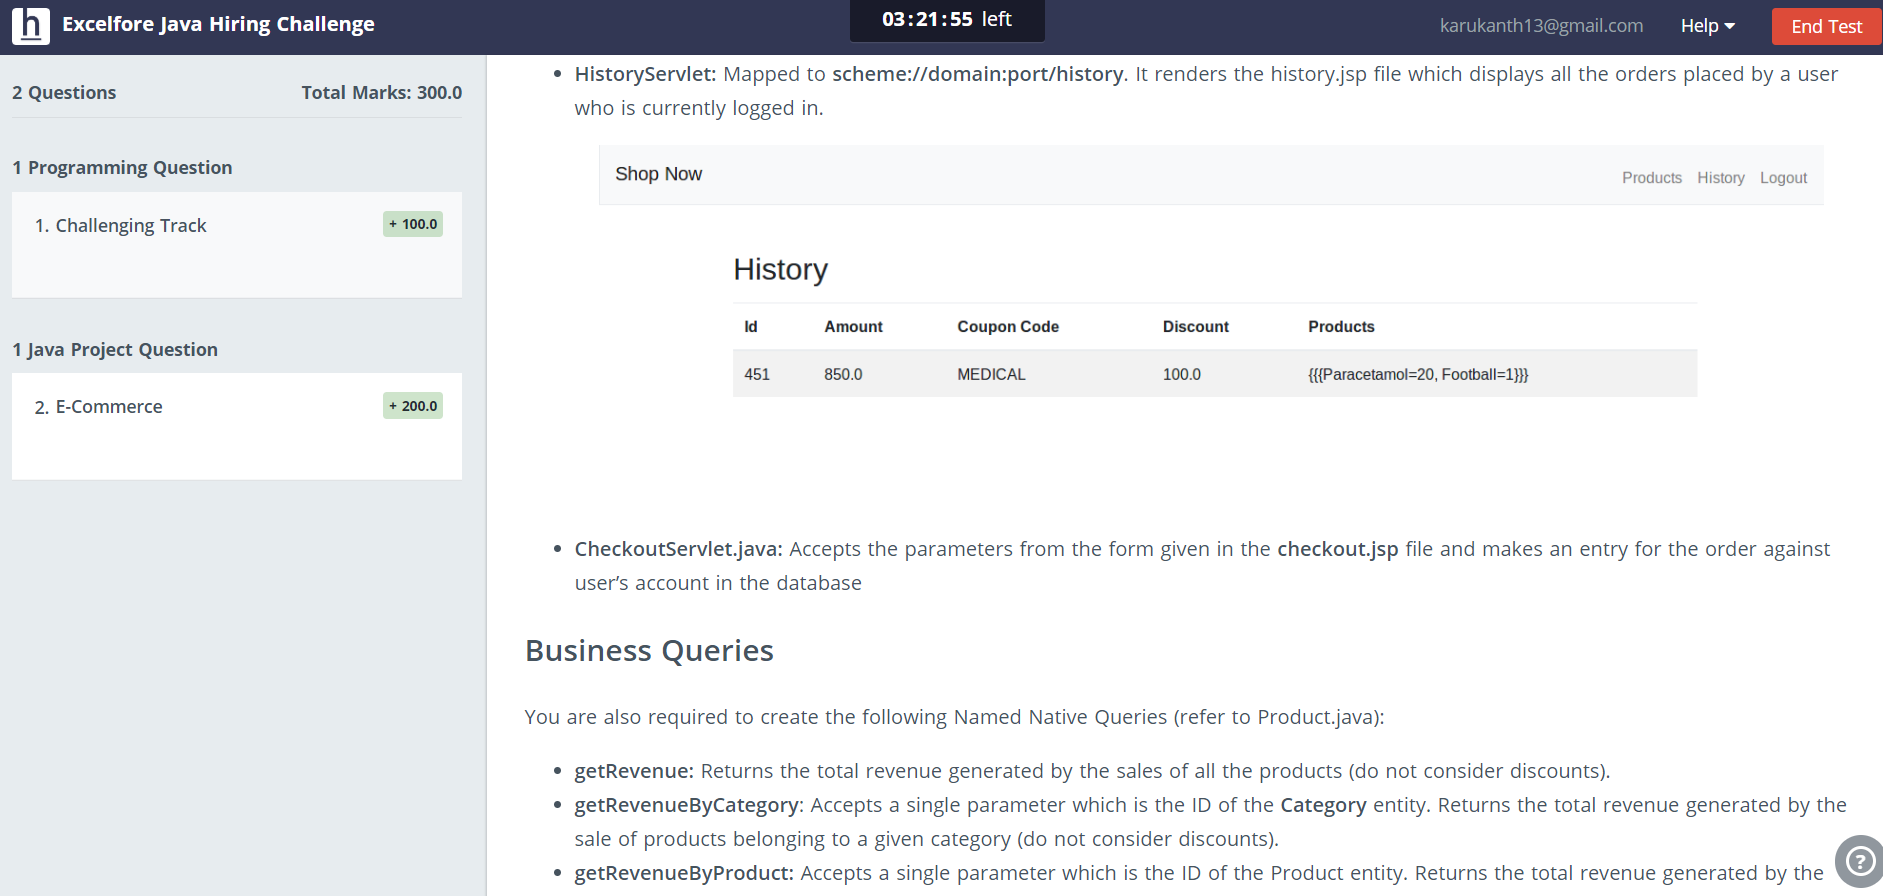 h Excelfore Java Hiring Challenge
03:21:55 left
karukanth13@gmail.com Help End Test
2 Questions Total Marks: 300.0
1 Programming Question
1. Challenging Track + 100.0
1 Java Project Question
2. E-Commerce + 200.0
• HistoryServlet: Mapped to scheme://domain:port/history. It renders the history.jsp file which displays all the orders placed by a user
who is currently logged in.
Shop Now Products History Logout
History
Id Amount Coupon Code Discount Products
451 850.0 MEDICAL 100.0 {{{Paracetamol=20, Football=1}}}
• CheckoutServlet.java: Accepts the parameters from the form given in the checkout.jsp file and makes an entry for the order against
user’s account in the database
Business Queries
You are also required to create the following Named Native Queries (refer to Product.java):
• getRevenue: Returns the total revenue generated by the sales of all the products (do not consider discounts).
• getRevenueByCategory: Accepts a single parameter which is the ID of the Category entity. Returns the total revenue generated by the
sale of products belonging to a given category (do not consider discounts).
• getRevenueByProduct: Accepts a single parameter which is the ID of the Product entity. Returns the total revenue generated by the
?